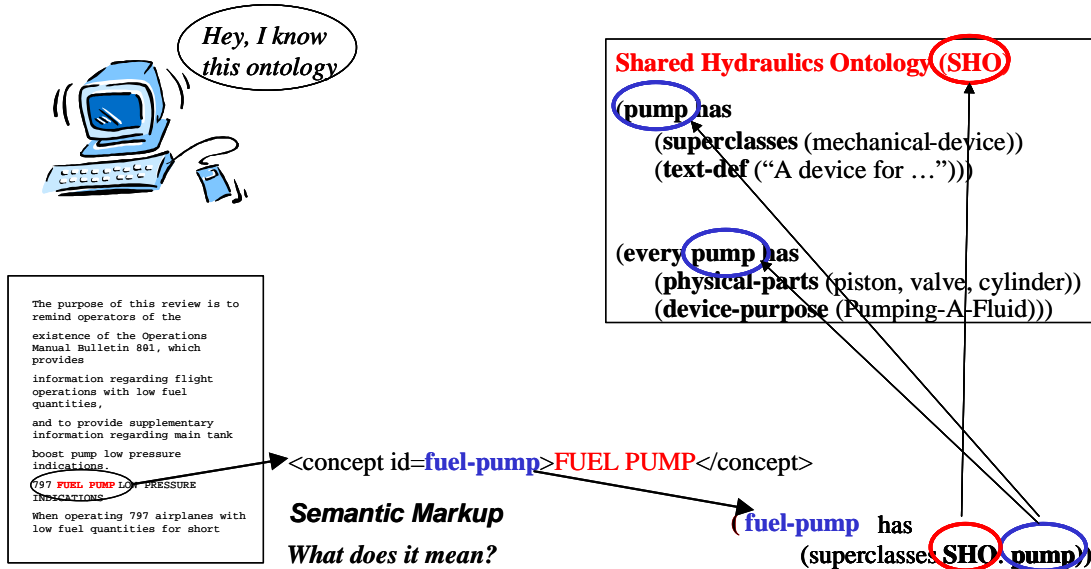 Hey, I know
this ontology
Shared Hydraulics Ontology (SHO)
(pump has
(superclasses (mechanical-device))
(text-def (“A device for …”)))
(every pump has
(physical-parts (piston, valve, cylinder))
(device-purpose (Pumping-A-Fluid)))
The purpose of this review is to
remind operators of the
existence of the Operations
Manual Bulletin 801, which
provides
information regarding flight
operations with low fuel
quantities,
and to provide supplementary
information regarding main tank
boost pump low pressure
indications.
797 FUEL PUMP LOW PRESSURE
INDICATIONS
When operating 797 airplanes with
low fuel quantities for short
<concept id=fuel-pump>FUEL PUMP</concept>
Semantic Markup
What does it mean?
( fuel-pump has
(superclasses SHO: pump))